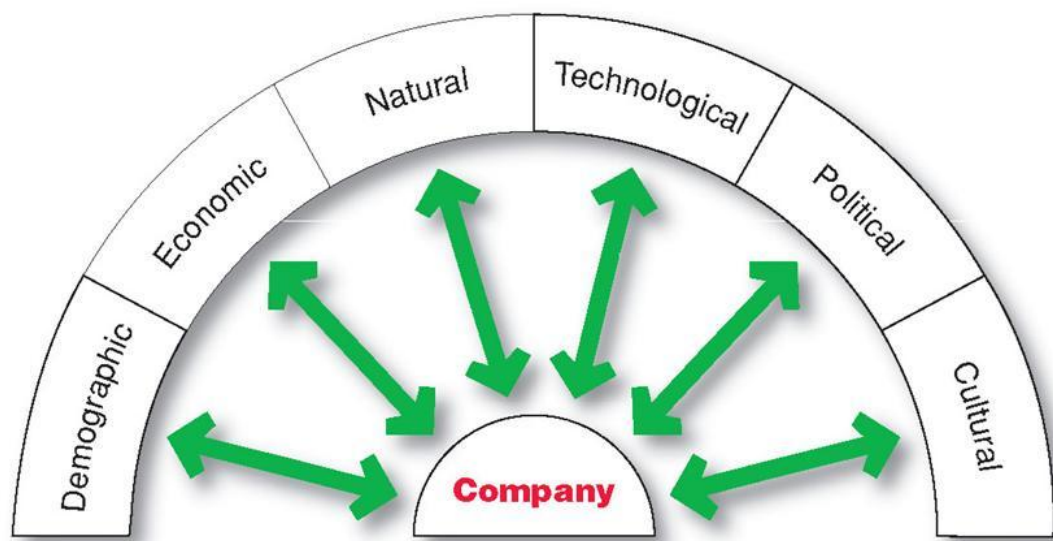 Demographic
Economic
Natural
Technological
Political
Cultural
Company